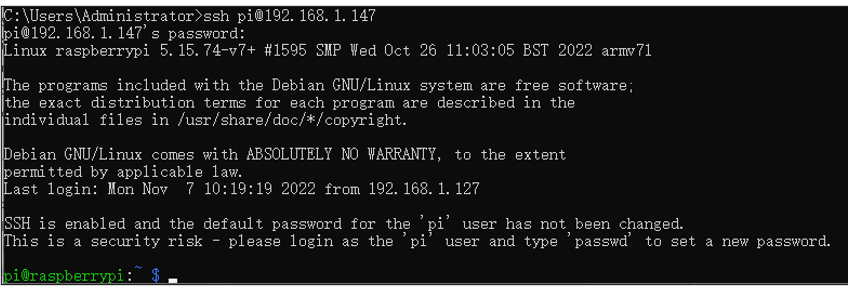 C:\Users\Administrator>ssh pi@192.168.1.147
pi@192.168.1.147's password:
Linux raspberrypi 5.15.74-v7+ #1595 SMP Wed Oct 26 11:03:05 BST 2022 armv7l
The programs included with the Debian GNU/Linux system are free software;
the exact distribution terms for each program are described in the
individual files in /usr/share/doc/*/copyright.
Debian GNU/Linux comes with ABSOLUTELY NO WARRANTY, to the extent
permitted by applicable law.
Last login: Mon Nov  7 10:19:19 2022 from 192.168.1.127
SSH is enabled and the default password for the 'pi' user has not been changed.
This is a security risk - please login as the 'pi' user and type 'passwd' to set a new password.
pi@raspberrypi:~ $